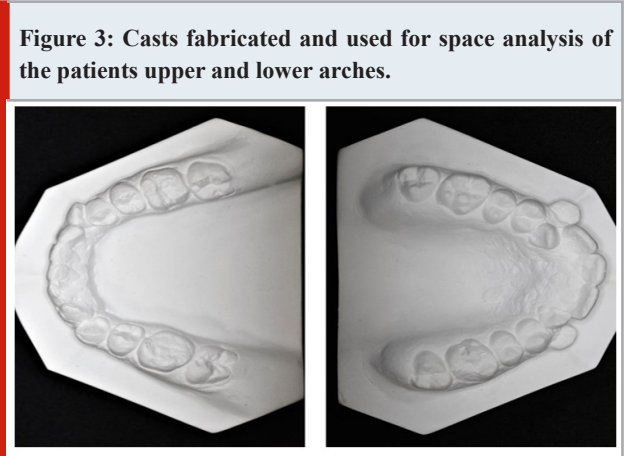 Figure 3: Casts fabricated and used for space analysis of
the patients upper and lower arches.